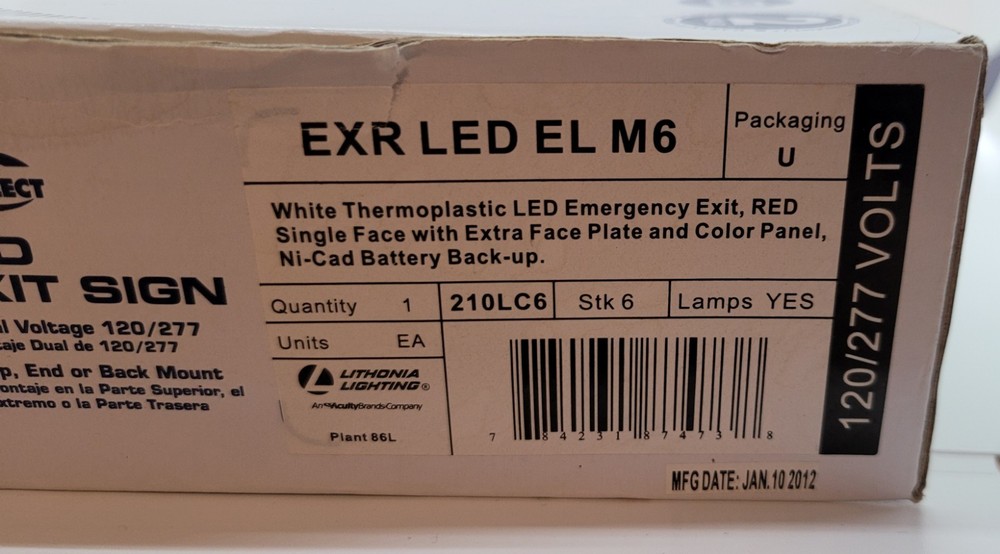 EXR LED EL M6
Packaging
U
White Thermoplastic LED Emergency Exit, RED
Single Face with Extra Face Plate and Color Panel,
Ni-Cad Battery Back-up.
Quantity 1
210LC6
Stk 6
Lamps YES
Units EA
LITHONIA
LIGHTING®
An AcuityBrands Company
Plant 86L
7 84231 87473 8
120/277 VOLTS
MFG DATE: JAN. 10 2012
ECT
D
XIT SIGN
al Voltage 120/277
taje Dual de 120/277
p, End or Back Mount
ontaje en la Parte Superior, el
xtremo o la Parte Trasera